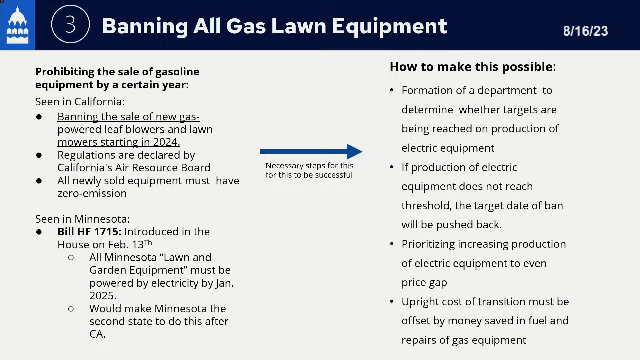 3
Banning All Gas Lawn Equipment
8/16/23
Prohibiting the sale of gasoline
equipment by a certain year:
Seen in California:
● Banning the sale of new gas-
powered leaf blowers and lawn
mowers starting in 2024.
● Regulations are declared by
California's Air Resource Board
● All newly sold equipment must have
zero-emission
Seen in Minnesota:
● Bill HF 1715: Introduced in the
House on Feb. 13Th
○ All Minnesota “Lawn and
Garden Equipment” must be
powered by electricity by Jan.
2025.
○ Would make Minnesota the
second state to do this after
CA.
Necessary steps for this
for this to be successful
How to make this possible:
• Formation of a department to
determine whether targets are
being reached on production of
electric equipment
• If production of electric
equipment does not reach
threshold, the target date of ban
will be pushed back.
• Prioritizing increasing production
of electric equipment to even
price gap
• Upright cost of transition must be
offset by money saved in fuel and
repairs of gas equipment